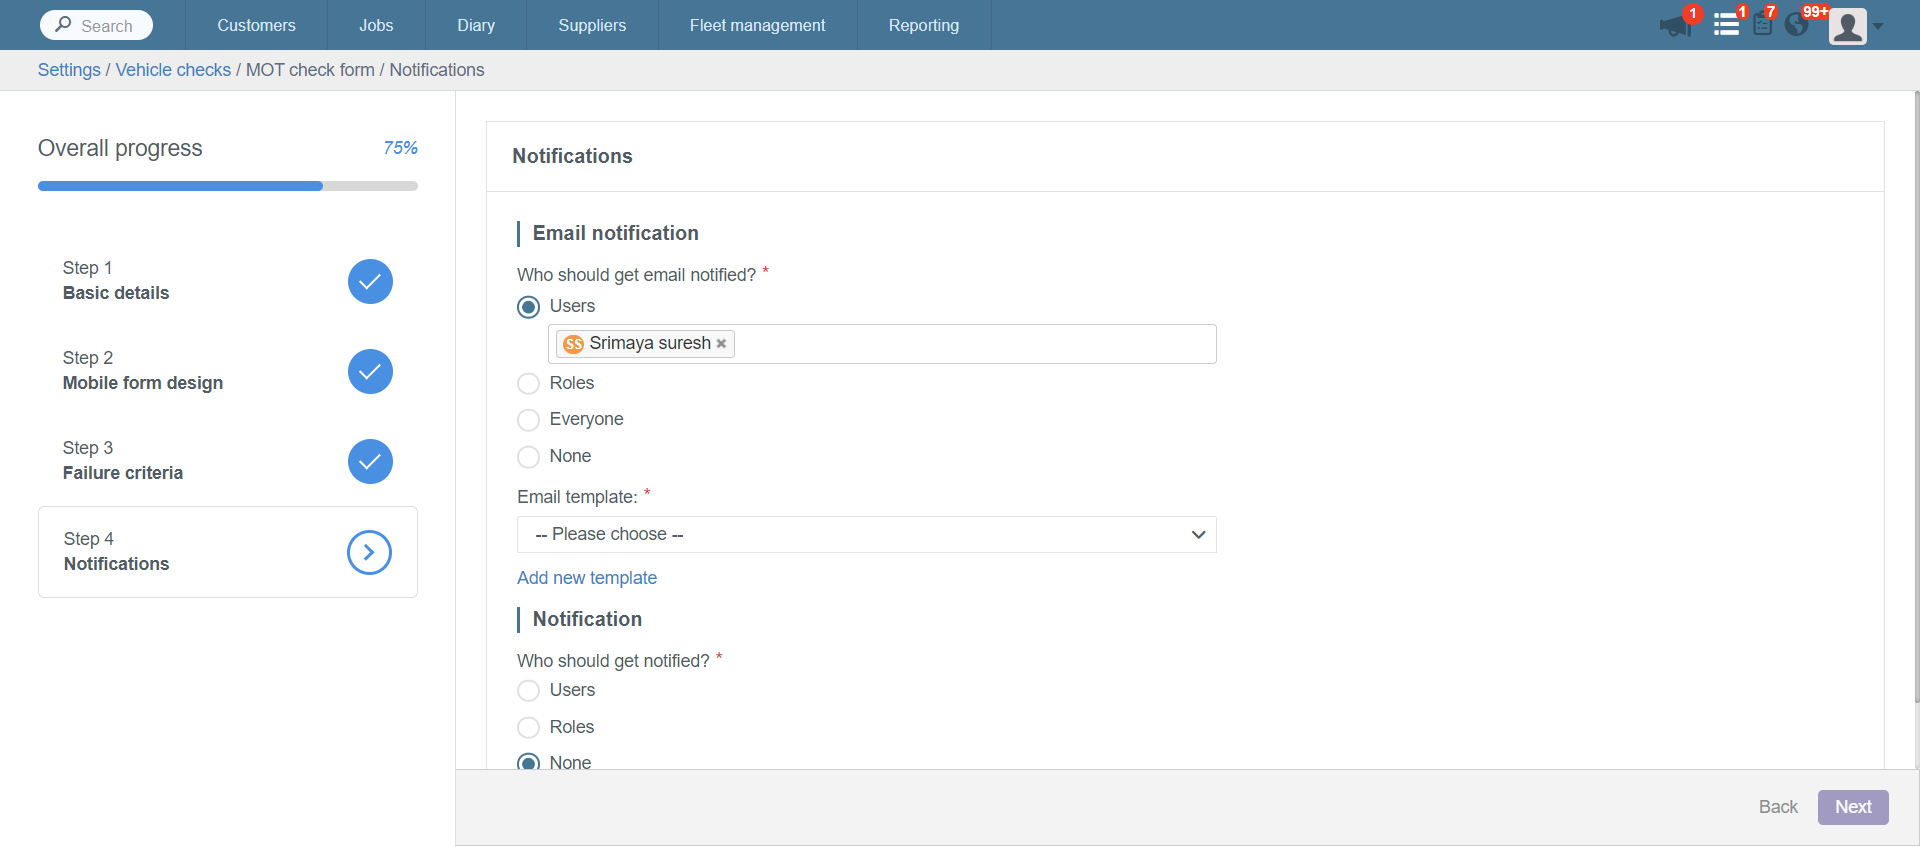 Search Customers Jobs Diary Suppliers Fleet management Reporting 1 1 7 99+
Settings / Vehicle checks / MOT check form / Notifications
Overall progress 75%
Step 1
Basic details
Step 2
Mobile form design
Step 3
Failure criteria
Step 4
Notifications
Notifications
Email notification
Who should get email notified? *
Users
SS Srimaya suresh ×
Roles
Everyone
None
Email template: *
-- Please choose --
Add new template
Notification
Who should get notified? *
Users
Roles
None
Back Next